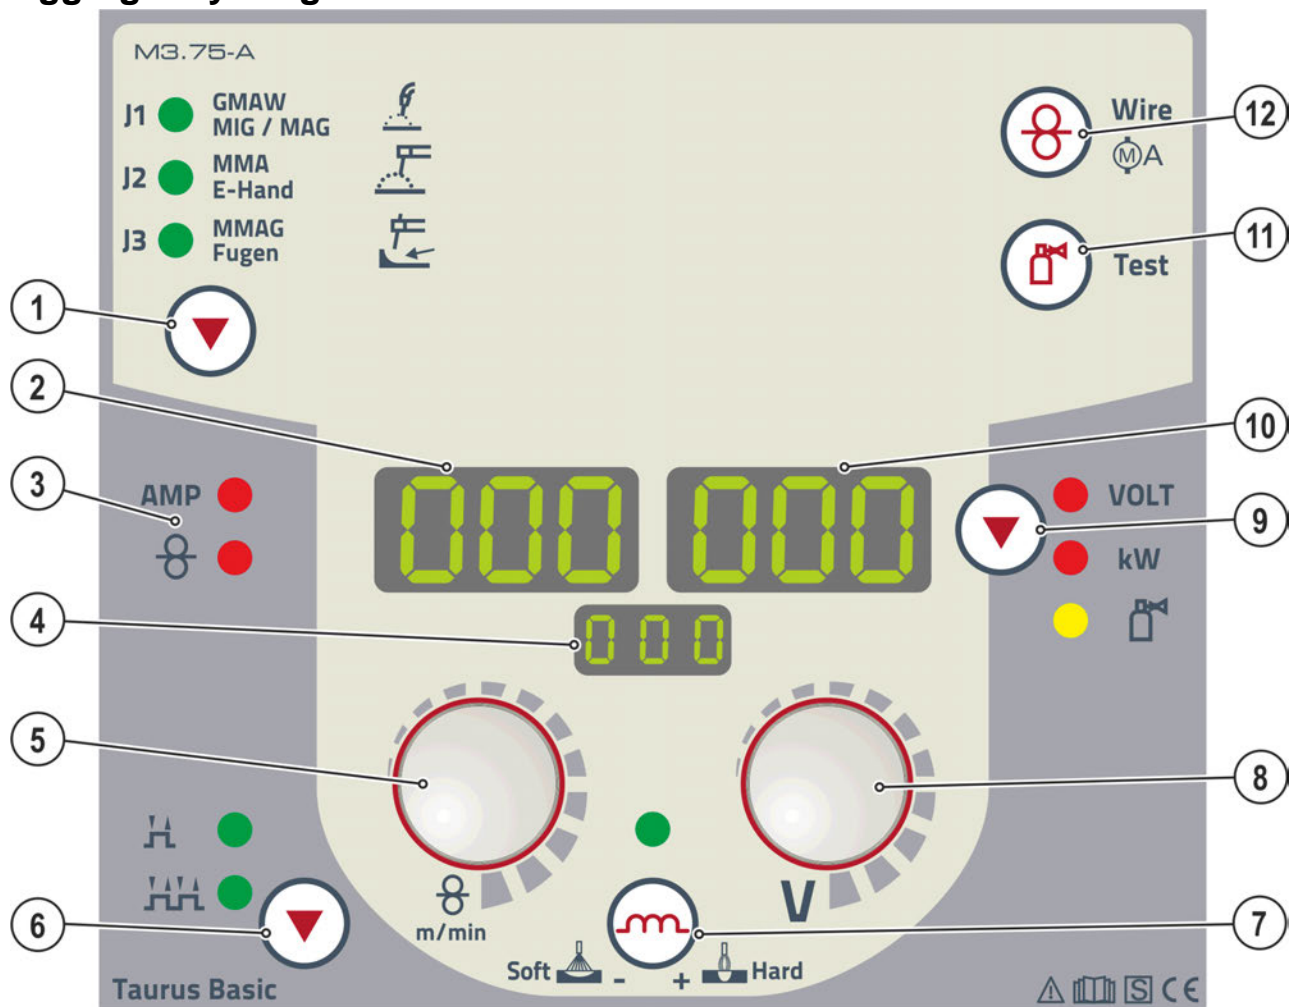 M3.75-A
J1 GMAW
MIG / MAG
J2 MMA
E-Hand
J3 MMAG
Fugen
Wire
M A
Test
12
11
1
2
10
3
AMP
000
000
VOLT
9
kW
4
000
5
8
m/min
V
6
7
Soft - + Hard
Taurus Basic
S CE